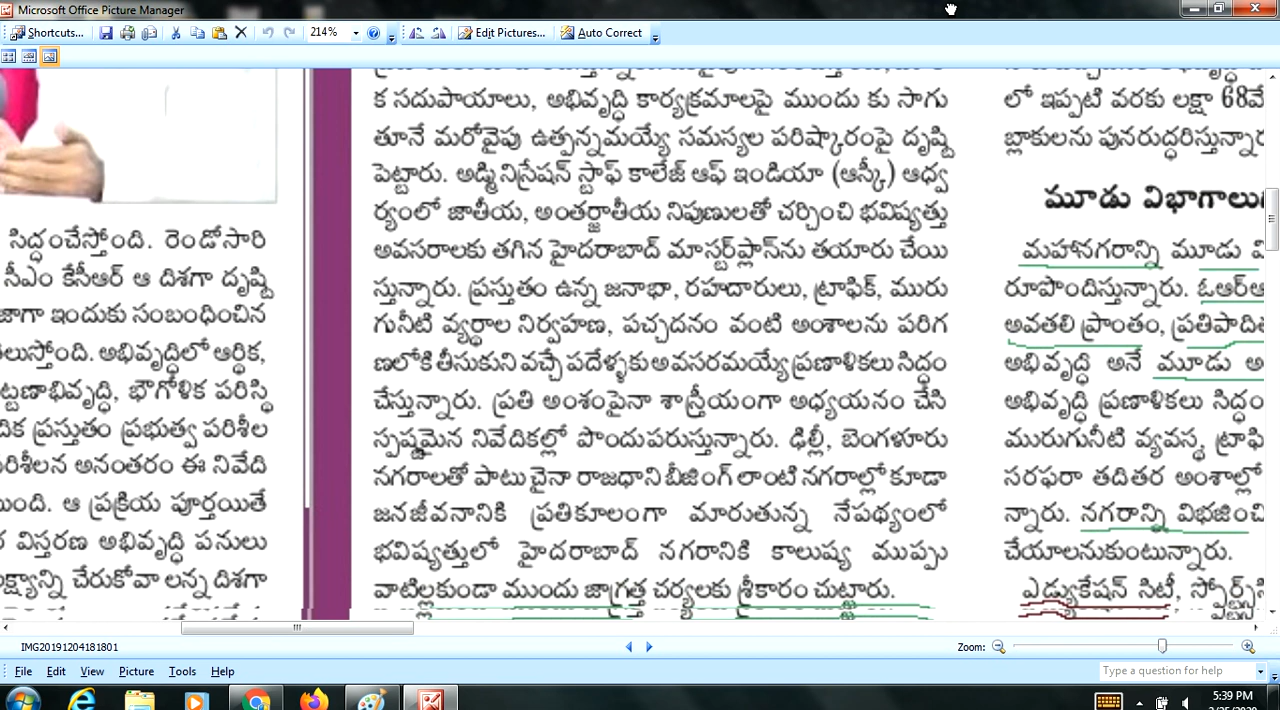 Microsoft Office Picture Manager
Shortcuts...
214%
Edit Pictures...
Auto Correct
సిద్ధంచేస్తోంది. రెండోసారి
సీఎం కేసీఆర్ ఆ దిశగా దృష్టి
జాగా ఇందుకు సంబంధించిన
అభివృద్ధిలో ఆర్థిక,
భౌగోళిక పరిస్థి
ప్రస్తుతం ప్రభుత్వ పరిశీల
అనంతరం ఈ నివేది
ఆ ప్రక్రియ పూర్తయితే
విస్తరణ అభివృద్ధి పనులు
చేరుకోవా లన్న దిశగా
క సదుపాయాలు, అభివృద్ధి కార్యక్రమాలపై ముందు కు సాగు
తూనే మరోవైపు ఉత్పన్నమయ్యే సమస్యల పరిష్కారంపై దృష్టి
పెట్టారు. అడ్మినిస్ట్రేషన్ స్టాఫ్ కాలేజ్ ఆఫ్ ఇండియా (ఆస్కీ) ఆధ్వ
ర్యంలో జాతీయ, అంతర్జాతీయ నిపుణులతో చర్చించి భవిష్యత్తు
అవసరాలకు తగిన హైదరాబాద్ మాస్టర్‌ప్లాన్‌ను తయారు చేయి
స్తున్నారు. ప్రస్తుతం ఉన్న జనాభా, రహదారులు, ట్రాఫిక్, మురు
గునీటి వ్యర్థాల నిర్వహణ, పచ్చదనం వంటి అంశాలను పరిగ
ణలోకి తీసుకుని వచ్చే పదేళ్ళకు అవసరమయ్యే ప్రణాళికలు సిద్ధం
చేస్తున్నారు. ప్రతి అంశంపైనా శాస్త్రీయంగా అధ్యయనం చేసి
స్పష్టమైన నివేదికల్లో పొందుపరుస్తున్నారు. ఢిల్లీ, బెంగళూరు
నగరాలతో పాటు చైనా రాజధాని బీజింగ్ లాంటి నగరాల్లో కూడా
జనజీవనానికి ప్రతికూలంగా మారుతున్న నేపథ్యంలో
భవిష్యత్తులో హైదరాబాద్ నగరానికి కాలుష్య ముప్పు
వాటిల్లకుండా ముందు జాగ్రత్త చర్యలకు శ్రీకారం చుట్టారు.
లో ఇప్పటి వరకు లక్షా 68వే
బ్లాకులను పునరుద్ధరిస్తున్నార
మూడు విభాగాలు
మహానగరాన్ని మూడు వి
రూపొందిస్తున్నారు. ఓఆర్ఆ
అవతలి ప్రాంతం, ప్రతిపాదిత
అభివృద్ధి అనే మూడు అ
అభివృద్ధి ప్రణాళికలు సిద్ధం
మురుగునీటి వ్యవస్థ, ట్రాఫి
సరఫరా తదితర అంశాల్లో
న్నారు. నగరాన్ని విభజించి
చేయాలనుకుంటున్నారు.
ఎడ్యుకేషన్ సిటీ, స్పోర్ట్స్‌సి
IMG20191204181801
Zoom:
File Edit View Picture Tools Help
Type a question for help
5:39 PM